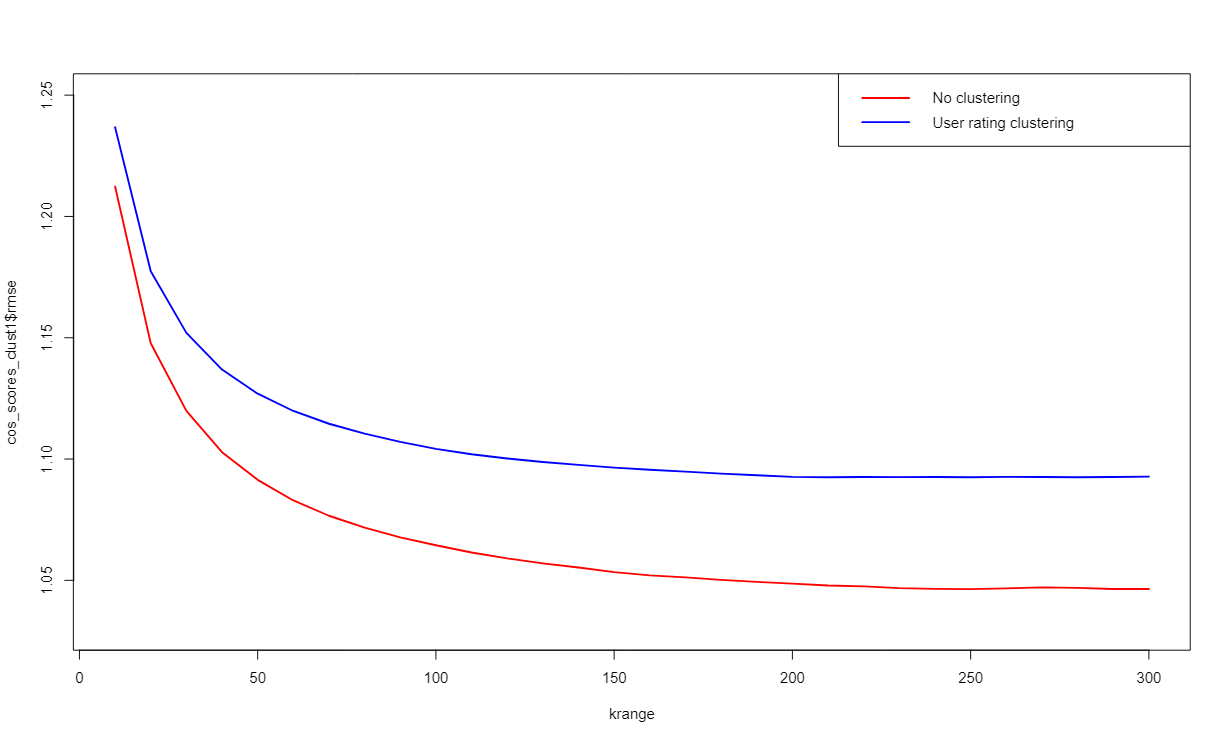 No clustering
User rating clustering
cos_scores_clust1$rmse
1.25
1.20
1.15
1.10
1.05
0 50 100 150 200 250 300
krange